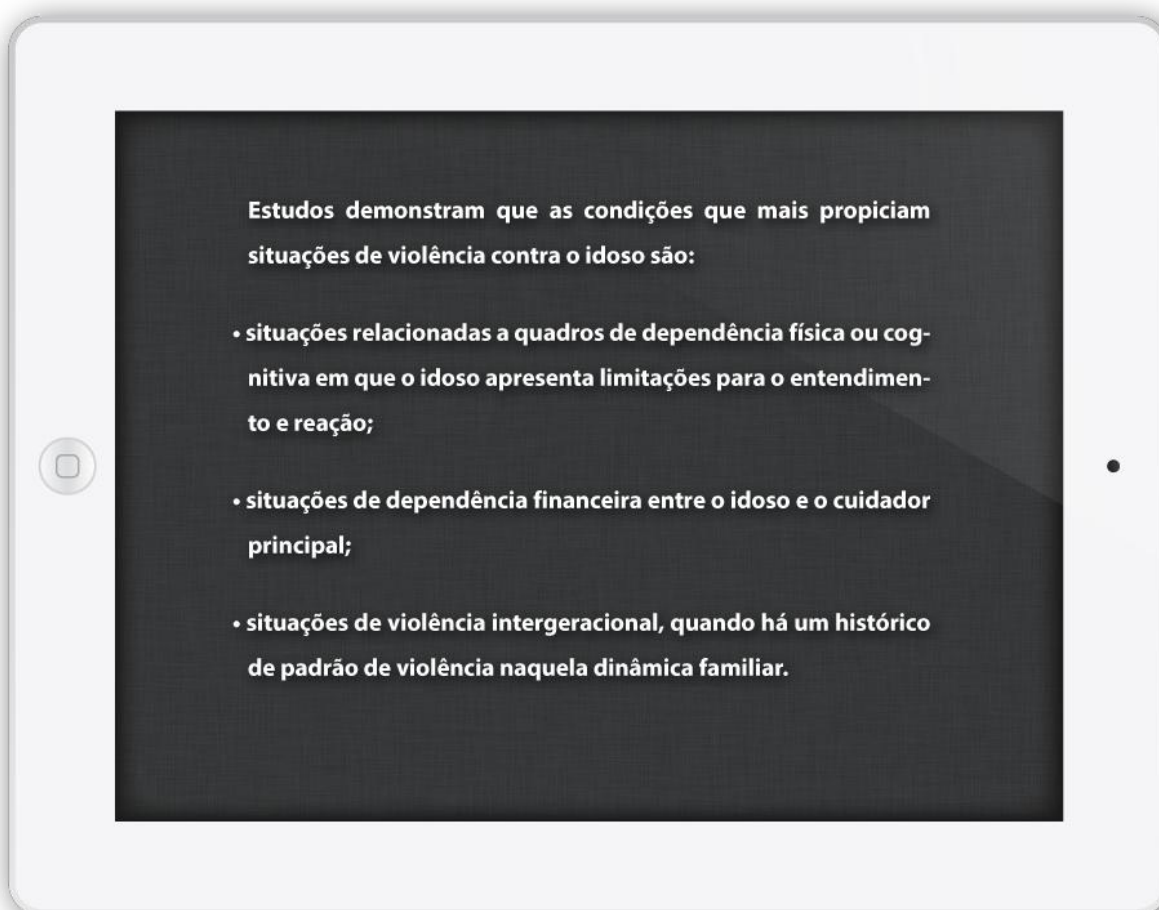 Estudos demonstram que as condições que mais propiciam
situações de violência contra o idoso são:
• situações relacionadas a quadros de dependência física ou cog-
nitiva em que o idoso apresenta limitações para o entendimen-
to e reação;
• situações de dependência financeira entre o idoso e o cuidador
principal;
• situações de violência intergeracional, quando há um histórico
de padrão de violência naquela dinâmica familiar.